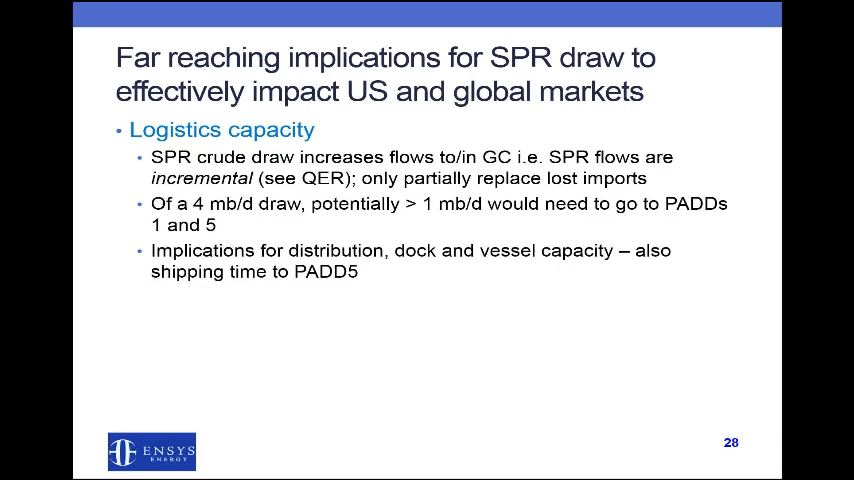 Far reaching implications for SPR draw to
effectively impact US and global markets
• Logistics capacity
• SPR crude draw increases flows to/in GC i.e. SPR flows are
incremental (see QER); only partially replace lost imports
• Of a 4 mb/d draw, potentially > 1 mb/d would need to go to PADDs
1 and 5
• Implications for distribution, dock and vessel capacity – also
shipping time to PADD5
ENSYS
ENERGY
28